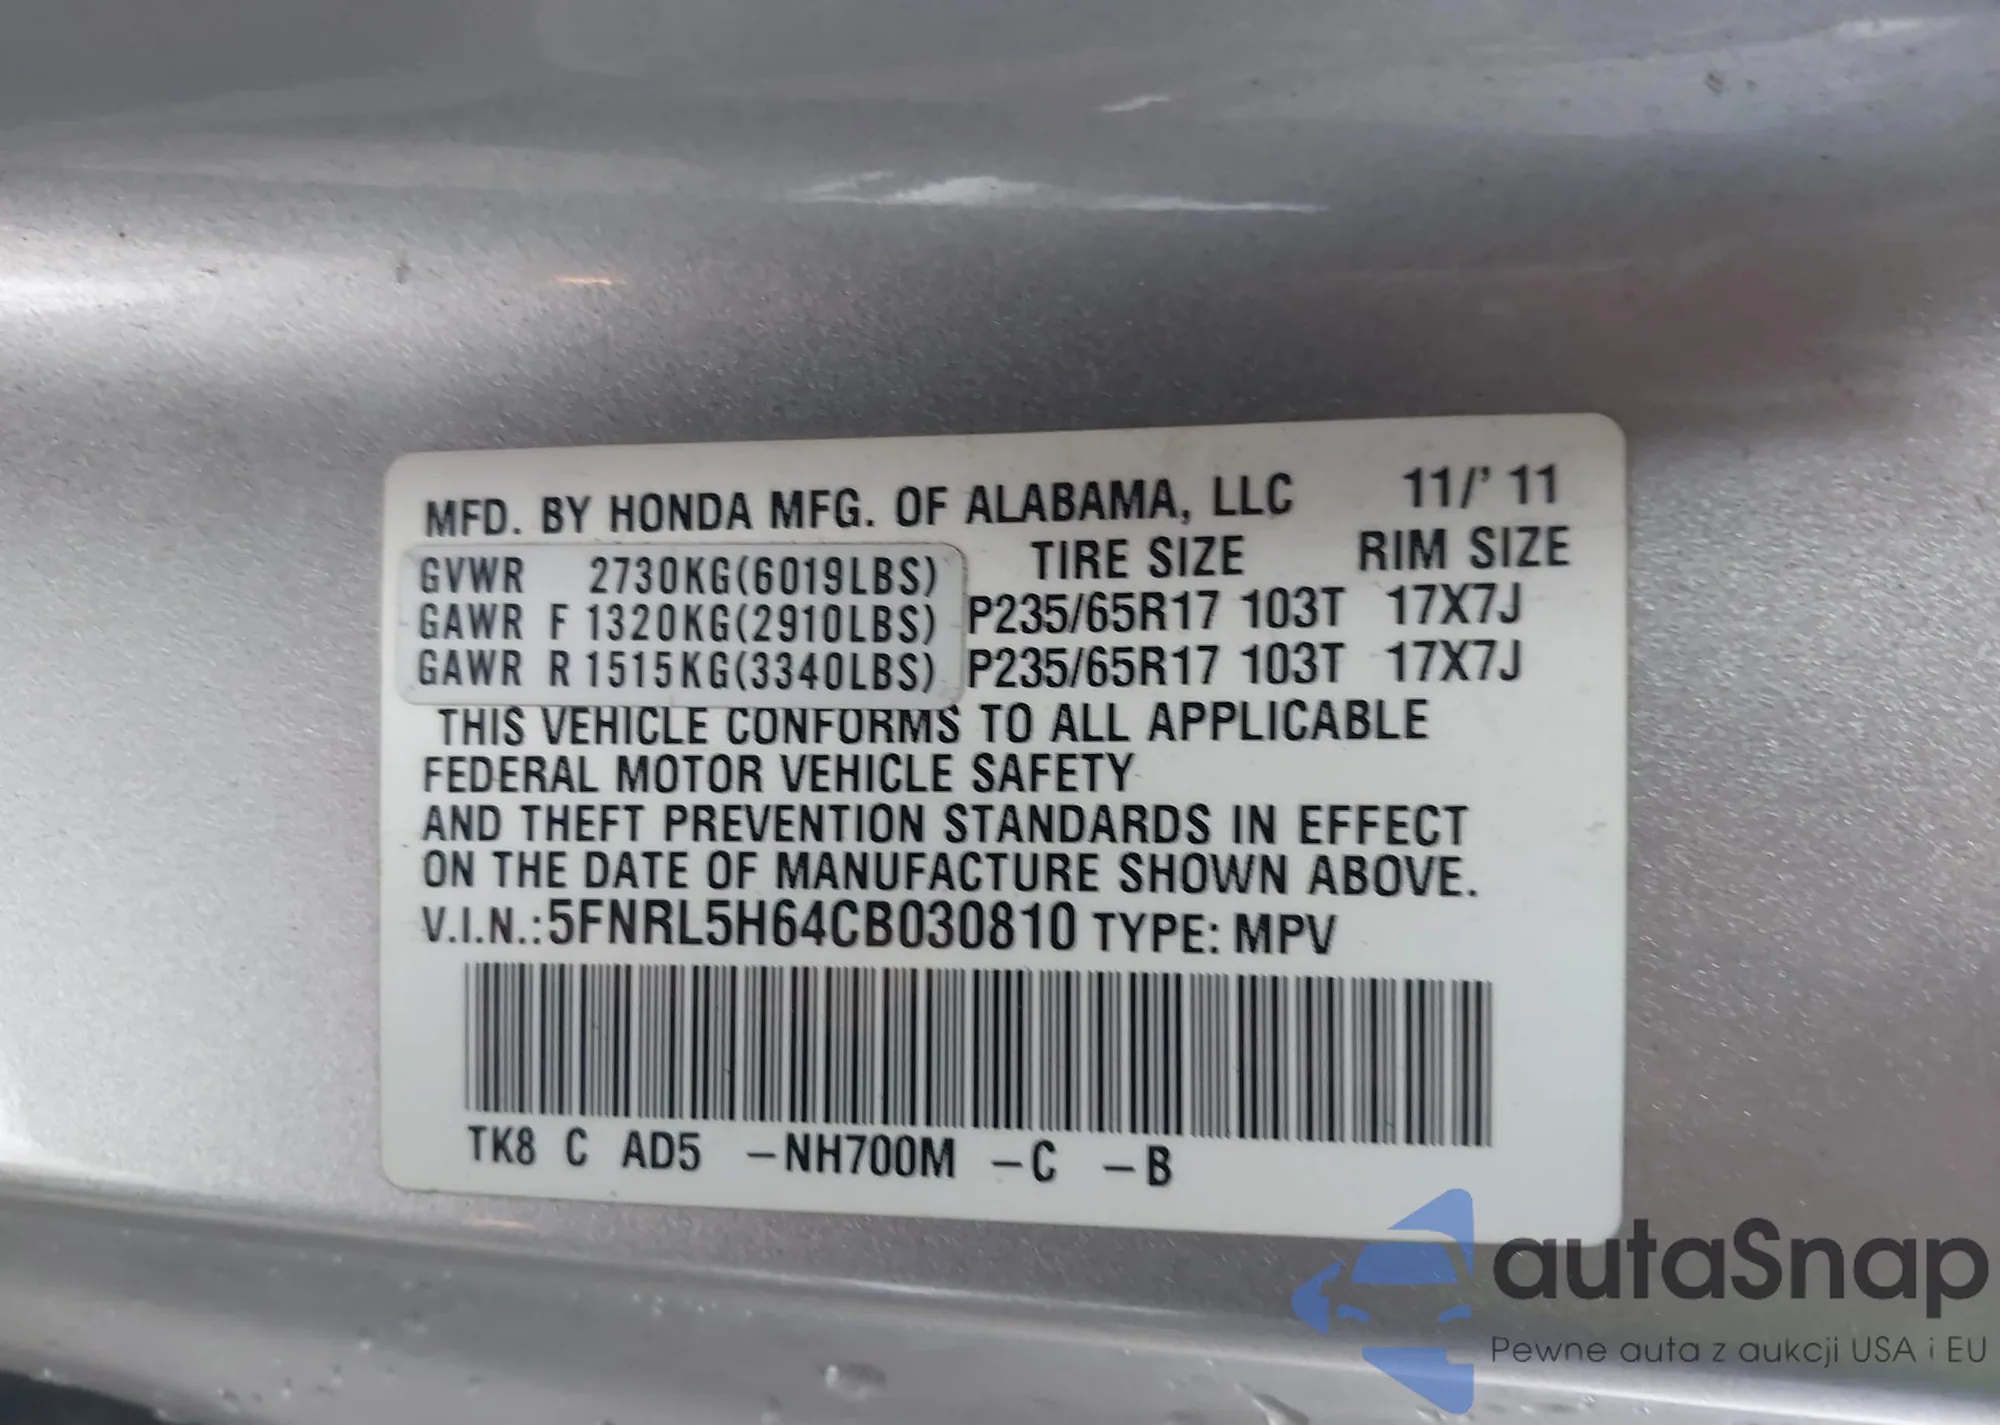 MFD. BY HONDA MFG. OF ALABAMA, LLC 11/'11
GVWR 2730KG(6019LBS) TIRE SIZE RIM SIZE
GAWR F 1320KG(2910LBS) P235/65R17 103T 17X7J
GAWR R 1515KG(3340LBS) P235/65R17 103T 17X7J
THIS VEHICLE CONFORMS TO ALL APPLICABLE
FEDERAL MOTOR VEHICLE SAFETY
AND THEFT PREVENTION STANDARDS IN EFFECT
ON THE DATE OF MANUFACTURE SHOWN ABOVE.
V.I.N.:5FNRL5H64CB030810 TYPE: MPV
TK8 C AD5 –NH700M –C –B
autaSnap
Pewne auta z aukcji USA i EU